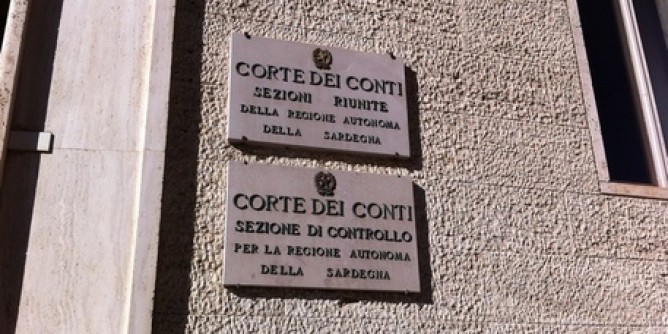 CORTE DEI CONTI
SEZIONI RIUNITE
DELLA REGIONE AUTONOMA
DELLA SARDEGNA
CORTE DEI CONTI
SEZIONE DI CONTROLLO
PER LA REGIONE AUTONOMA
DELLA SARDEGNA